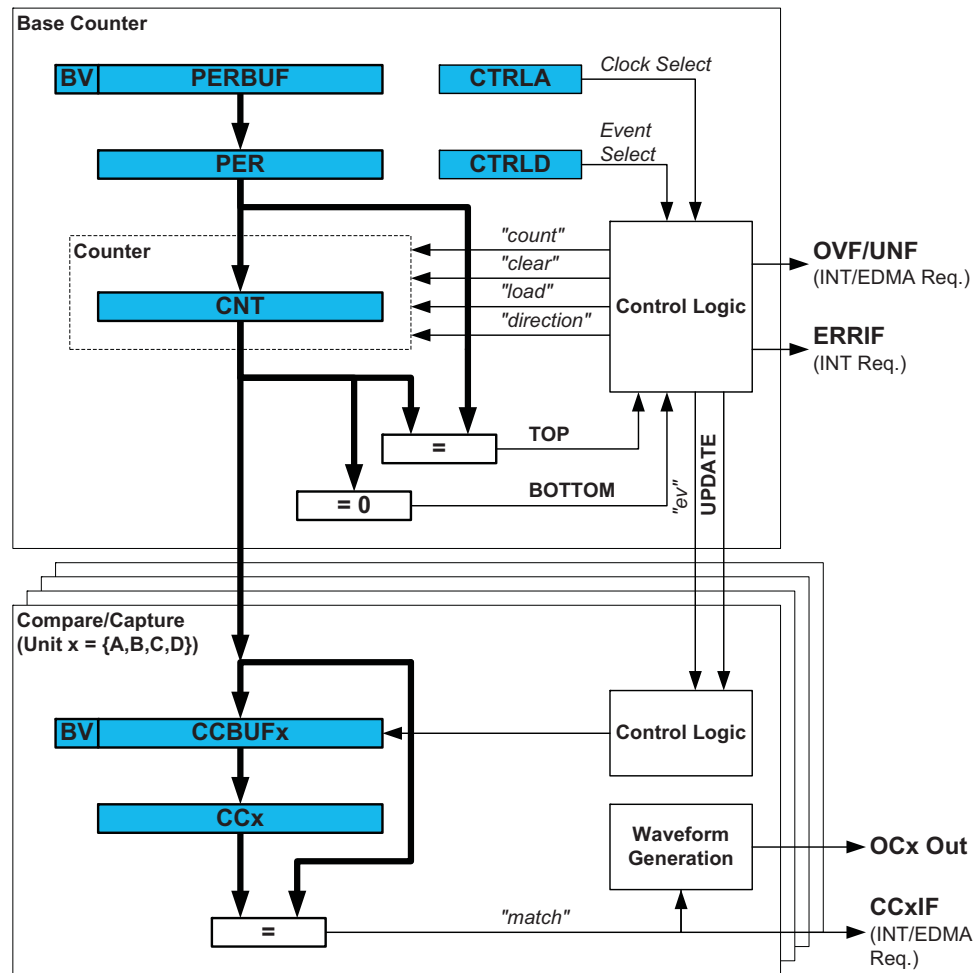 Base Counter
BV
PERBUF
CTRLA
Clock Select
PER
CTRLD
Event
Select
Counter
CNT
"count"
"clear"
"load"
"direction"
Control Logic
OVF/UNF
(INT/EDMA Req.)
ERRIF
(INT Req.)
=
TOP
= 0
BOTTOM
"ev"
UPDATE
Compare/Capture
(Unit x = {A,B,C,D})
BV
CCBUFx
Control Logic
CCx
Waveform
Generation
OCx Out
=
"match"
CCxIF
(INT/EDMA
Req.)